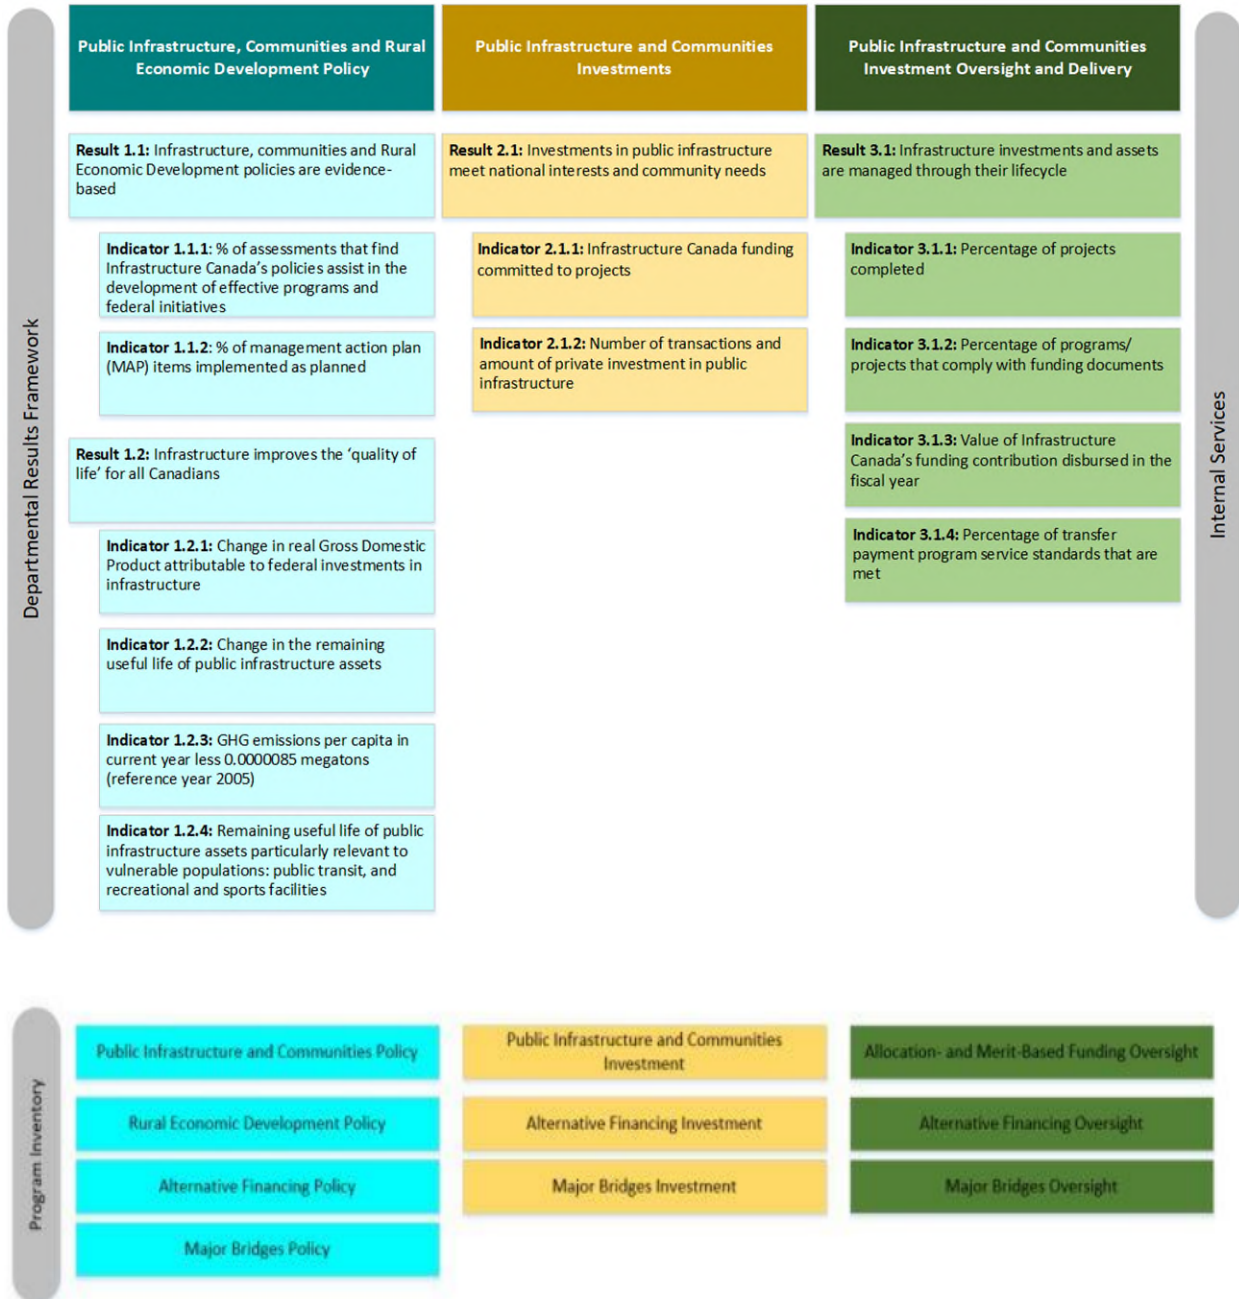 Departmental Results Framework
Public Infrastructure, Communities and Rural
Economic Development Policy
Result 1.1: Infrastructure, communities and Rural
Economic Development policies are evidence-
based
Indicator 1.1.1: % of assessments that find
Infrastructure Canada's policies assist in the
development of effective programs and
federal initiatives
Indicator 1.1.2: % of management action plan
(MAP) items implemented as planned
Result 1.2: Infrastructure improves the 'quality of
life' for all Canadians
Indicator 1.2.1: Change in real Gross Domestic
Product attributable to federal investments in
infrastructure
Indicator 1.2.2: Change in the remaining
useful life of public infrastructure assets
Indicator 1.2.3: GHG emissions per capita in
current year less 0.0000085 megatons
(reference year 2005)
Indicator 1.2.4: Remaining useful life of public
infrastructure assets particularly relevant to
vulnerable populations: public transit, and
recreational and sports facilities
Public Infrastructure and Communities
Investments
Result 2.1: Investments in public infrastructure
meet national interests and community needs
Indicator 2.1.1: Infrastructure Canada funding
committed to projects
Indicator 2.1.2: Number of transactions and
amount of private investment in public
infrastructure
Public Infrastructure and Communities
Investment Oversight and Delivery
Result 3.1: Infrastructure investments and assets
are managed through their lifecycle
Indicator 3.1.1: Percentage of projects
completed
Indicator 3.1.2: Percentage of programs/
projects that comply with funding documents
Indicator 3.1.3: Value of Infrastructure
Canada's funding contribution disbursed in the
fiscal year
Indicator 3.1.4: Percentage of transfer
payment program service standards that are
met
Internal Services
Program Inventory
Public Infrastructure and Communities Policy
Rural Economic Development Policy
Alternative Financing Policy
Major Bridges Policy
Public Infrastructure and Communities
Investment
Alternative Financing Investment
Major Bridges Investment
Allocation- and Merit-Based Funding Oversight
Alternative Financing Oversight
Major Bridges Oversight